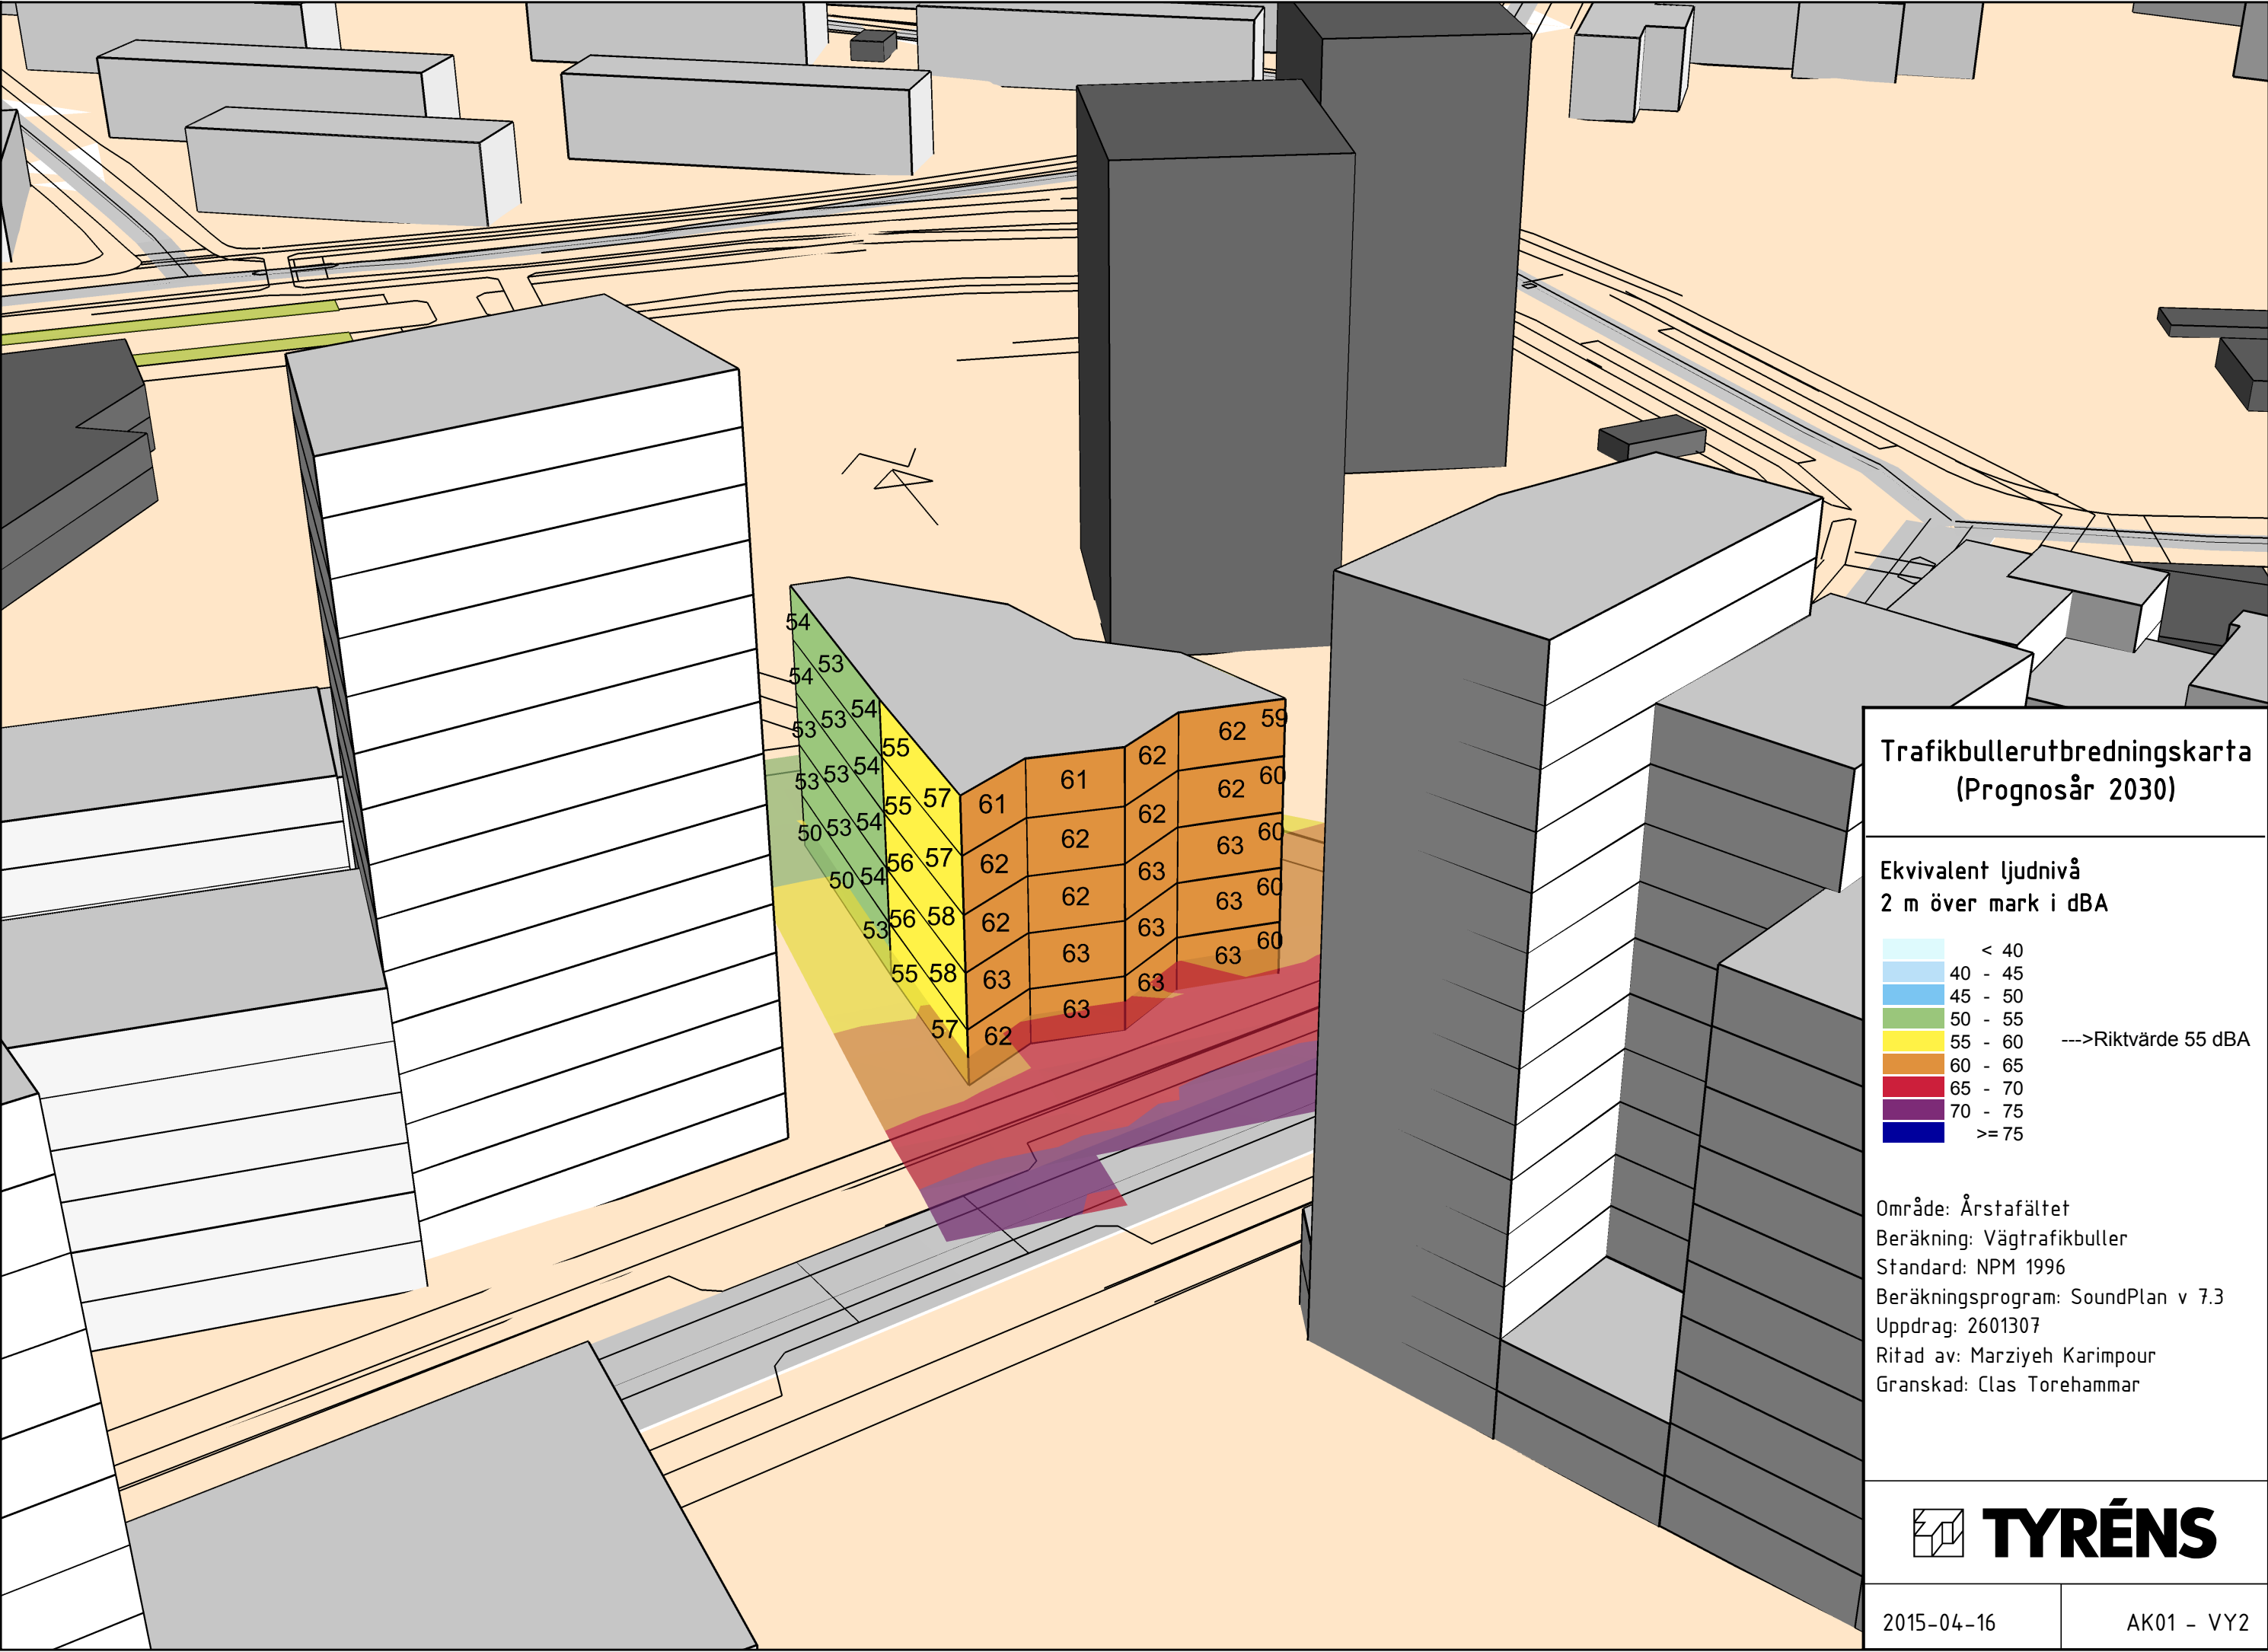 54
53
54
54
53
53
55
54
53
53
57
55
54
53
50
57
56
54
50
58
56
53
58
55
57
61
61
62
62
59
62
62
62
62
60
62
62
63
63
60
63
63
63
63
60
62
63
63
63
60
Trafikbullerutbredningskarta
(Prognosår 2030)
Ekvivalent ljudnivå
2 m över mark i dBA
< 40
40 - 45
45 - 50
50 - 55
55 - 60 --->Riktvärde 55 dBA
60 - 65
65 - 70
70 - 75
>= 75
Område: Årstafältet
Beräkning: Vägtrafikbuller
Standard: NPM 1996
Beräkningsprogram: SoundPlan v 7.3
Uppdrag: 2601307
Ritad av: Marziyeh Karimpour
Granskad: Clas Torehammar
TYRÉNS
2015-04-16
AK01 - VY2